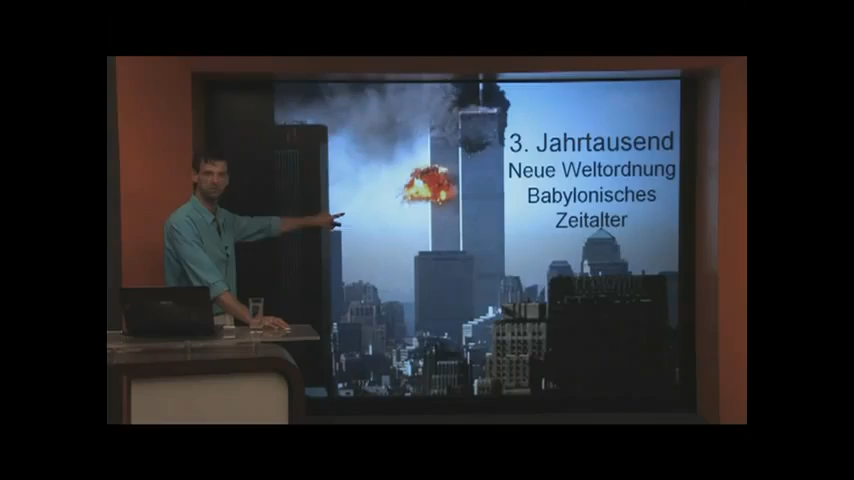 3. Jahrtausend
Neue Weltordnung
Babylonisches
Zeitalter